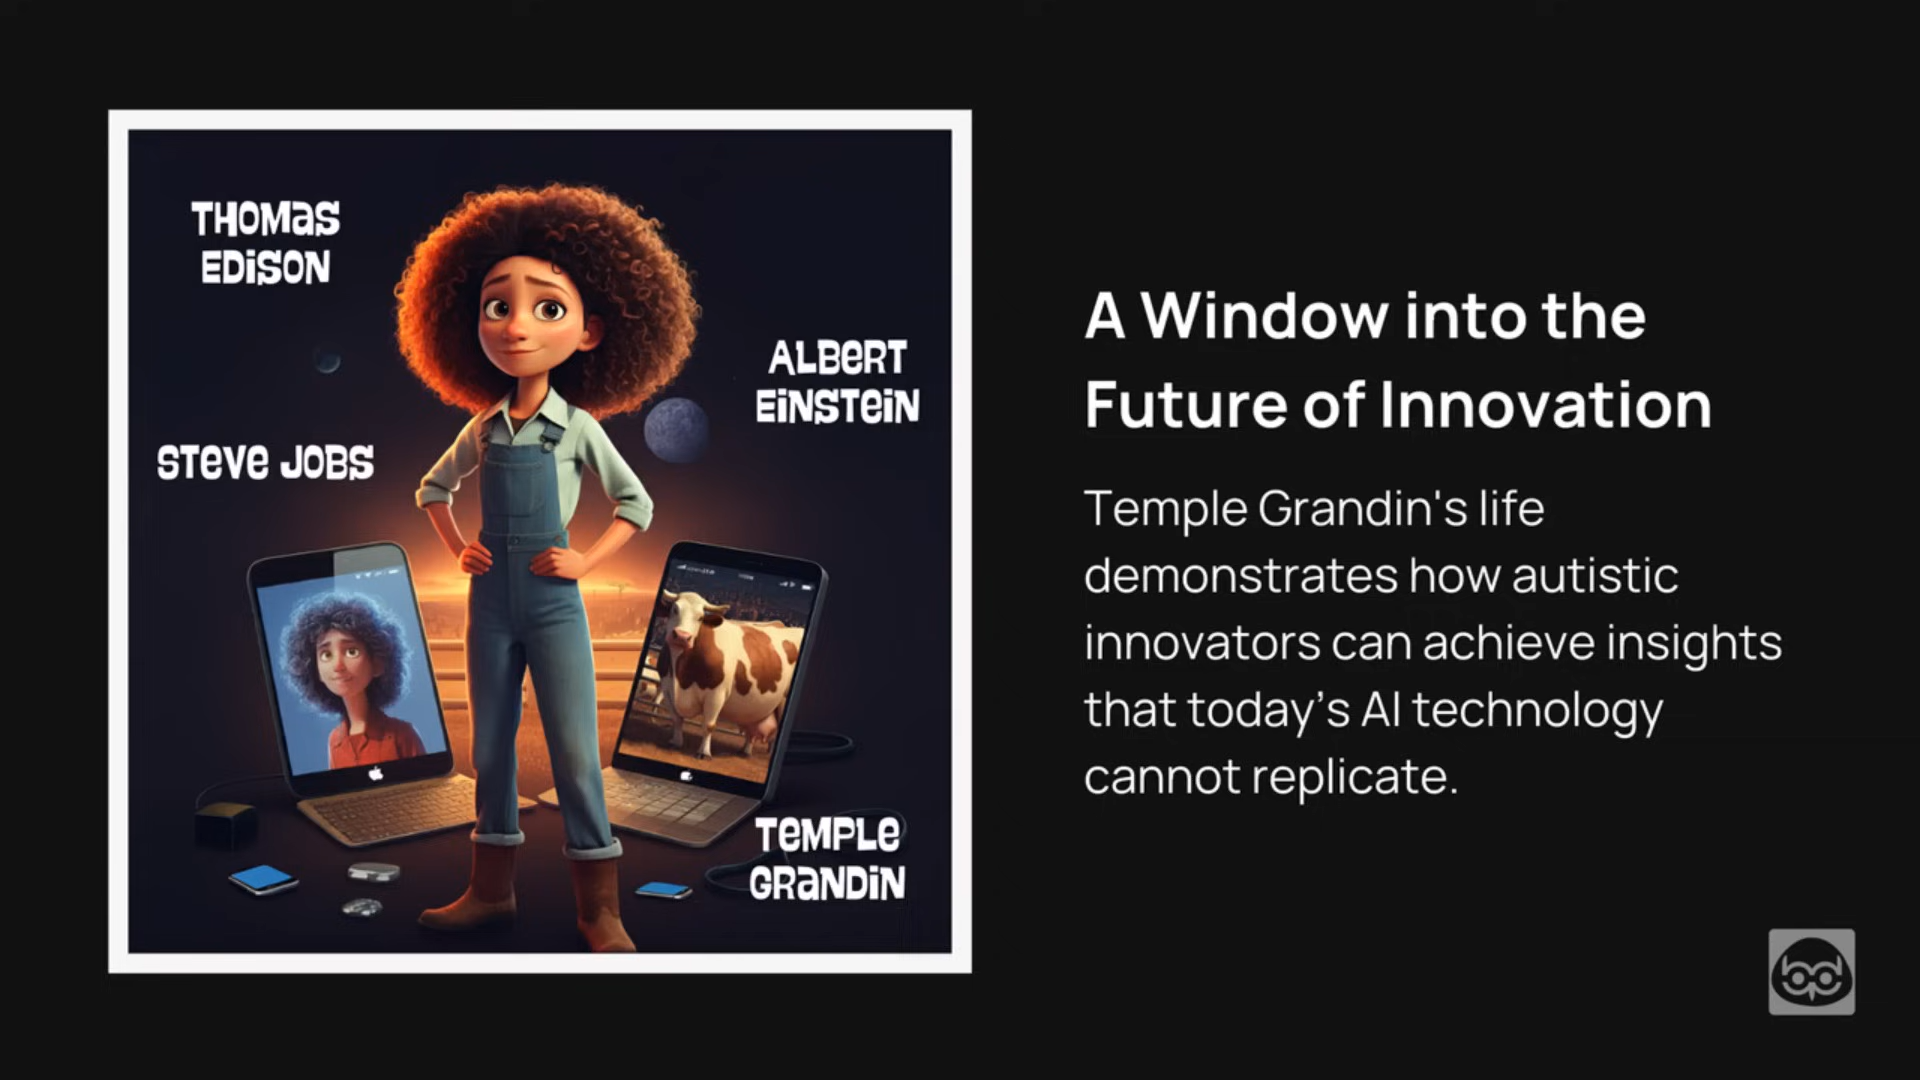 THOMAS
EDISON
ALBERT
EINSTEIN
STEVE JOBS
TEMPLE
GRANDIN
A Window into the
Future of Innovation
Temple Grandin's life
demonstrates how autistic
innovators can achieve insights
that today’s AI technology
cannot replicate.